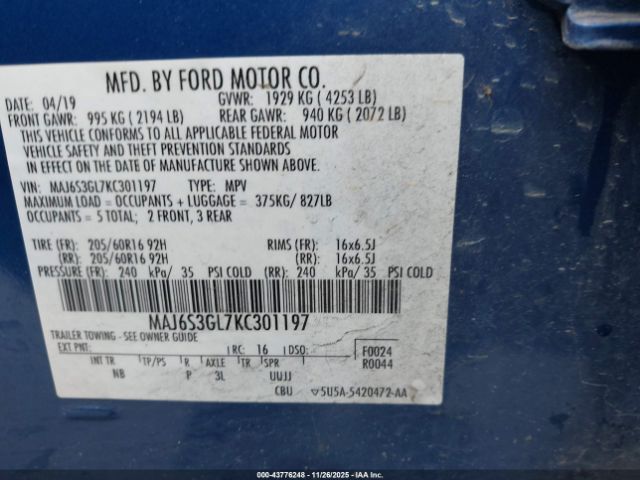 MFD. BY FORD MOTOR CO.
DATE: 04/19 GVWR: 1929 KG ( 4253 LB)
FRONT GAWR: 995 KG ( 2194 LB) REAR GAWR: 940 KG ( 2072 LB)
THIS VEHICLE CONFORMS TO ALL APPLICABLE FEDERAL MOTOR
VEHICLE SAFETY AND THEFT PREVENTION STANDARDS
IN EFFECT ON THE DATE OF MANUFACTURE SHOWN ABOVE.
VIN: MAJ6S3GL7KC301197 TYPE: MPV
MAXIMUM LOAD = OCCUPANTS + LUGGAGE = 375KG/ 827LB
OCCUPANTS = 5 TOTAL; 2 FRONT, 3 REAR
TIRE (FR): 205/60R16 92H RIMS (FR): 16x6.5J
(RR): 205/60R16 92H (RR): 16x6.5J
PRESSURE (FR): 240 kPa/ 35 PSI COLD (RR): 240 kPa/ 35 PSI COLD
MAJ6S3GL7KC301197
TRAILER TOWING - SEE OWNER GUIDE
EXT PNT: RC: 16 DSO: F0024
R0044
INT TR TP/PS R AXLE TR SPR
NB P 3L UUJJ
CBU ▽5U5A-5420472-AA
000-43776248 - 11/26/2025 - IAA Inc.